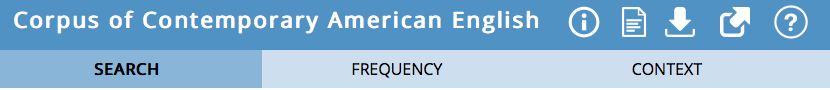 Corpus of Contemporary American English
SEARCH FREQUENCY CONTEXT